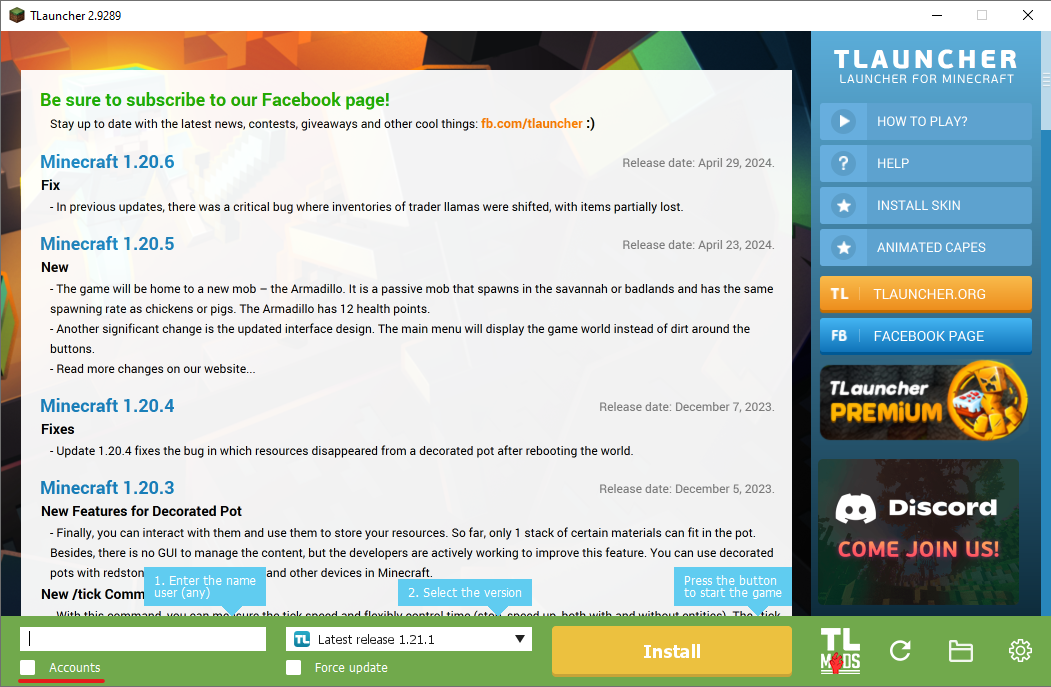 TLauncher 2.9289
Be sure to subscribe to our Facebook page!
Stay up to date with the latest news, contests, giveaways and other cool things: fb.com/tlauncher :)
Minecraft 1.20.6
Release date: April 29, 2024.
Fix
- In previous updates, there was a critical bug where inventories of trader llamas were shifted, with items partially lost.
Minecraft 1.20.5
Release date: April 23, 2024.
New
- The game will be home to a new mob – the Armadillo. It is a passive mob that spawns in the savannah or badlands and has the same
spawning rate as chickens or pigs. The Armadillo has 12 health points.
- Another significant change is the updated interface design. The main menu will display the game world instead of dirt around the
buttons.
- Read more changes on our website...
Minecraft 1.20.4
Release date: December 7, 2023.
Fixes
- Update 1.20.4 fixes the bug in which resources disappeared from a decorated pot after rebooting the world.
Minecraft 1.20.3
Release date: December 5, 2023.
New Features for Decorated Pot
- Finally, you can interact with them and use them to store your resources. So far, only 1 stack of certain materials can fit in the pot.
Besides, there is no GUI to manage the content, but the developers are actively working to improve this feature. You can use decorated
pots with redston and other devices in Minecraft.
New /tick Comm
- With this command, you can
1. Enter the name
user (any)
2. Select the version
Press the button
to start the game
Accounts
TL Latest release 1.21.1
Force update
Install
TLAUNCHER
LAUNCHER FOR MINECRAFT
HOW TO PLAY?
? HELP
INSTALL SKIN
ANIMATED CAPES
TL TLAUNCHER.ORG
FB FACEBOOK PAGE
TLauncher
PREMIUM
Discord
COME JOIN US!
TL
MODS